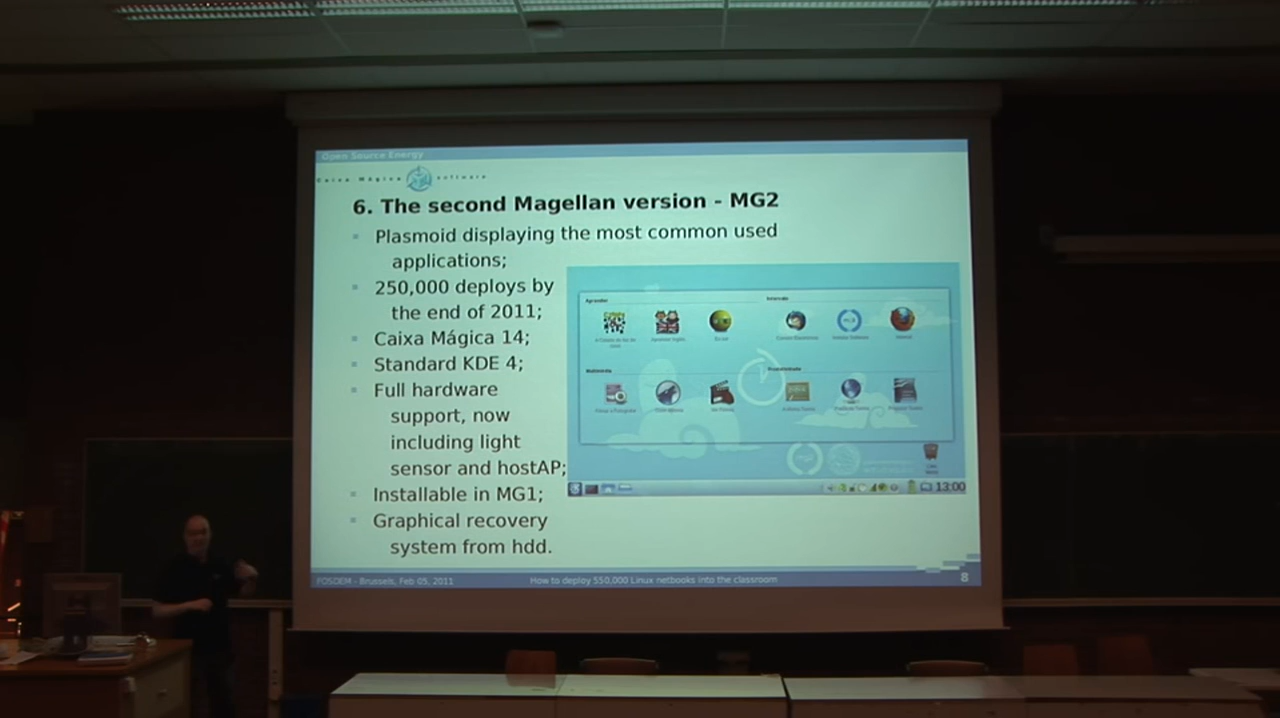 Open Source Energy
Caixa Mágica software
6. The second Magellan version - MG2
Plasmoid displaying the most common used
applications;
250,000 deploys by
the end of 2011;
Caixa Mágica 14;
Standard KDE 4;
Full hardware
support, now
including light
sensor and hostAP;
Installable in MG1;
Graphical recovery
system from hdd.
Aprender
Multimedia
13:00
FOSDEM - Brussels, Feb 05, 2011
How to deploy 550,000 Linux netbooks into the classroom
8